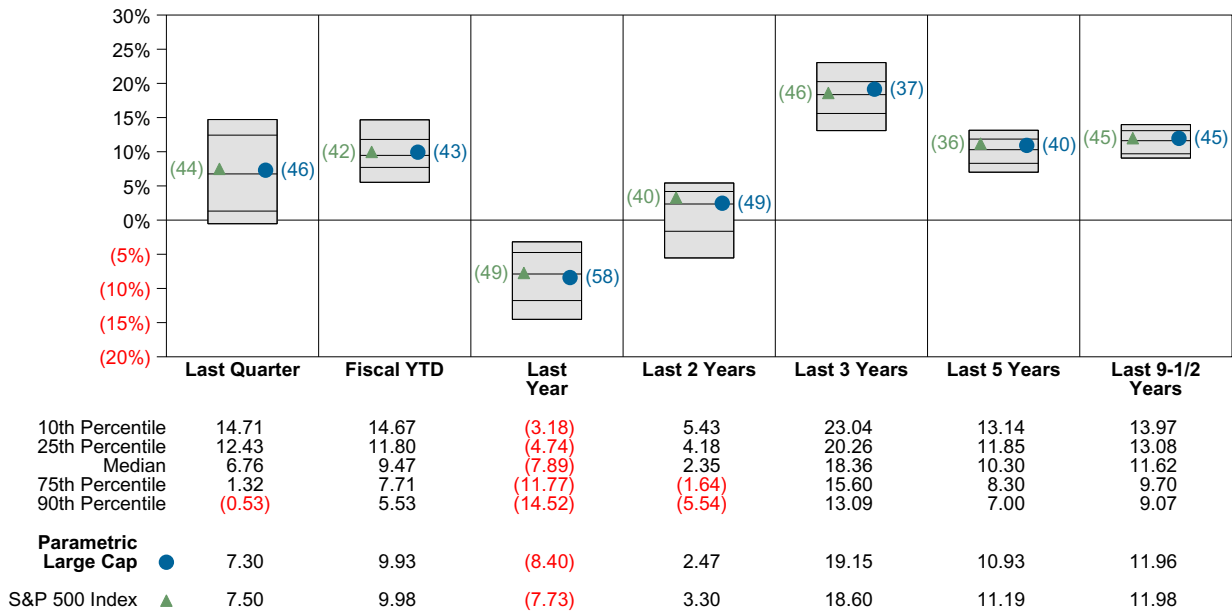 30%
25%
20%
15%
10%
5%
0%
(5%)
(10%)
(15%)
(20%)
(44) (46)
(42) (43)
(49) (58)
(40) (49)
(46) (37)
(36) (40)
(45) (45)
Last Quarter Fiscal YTD Last Year Last 2 Years Last 3 Years Last 5 Years Last 9-1/2 Years
10th Percentile 14.71 14.67 (3.18) 5.43 23.04 13.14 13.97
25th Percentile 12.43 11.80 (4.74) 4.18 20.26 11.85 13.08
Median 6.76 9.47 (7.89) 2.35 18.36 10.30 11.62
75th Percentile 1.32 7.71 (11.77) (1.64) 15.60 8.30 9.70
90th Percentile (0.53) 5.53 (14.52) (5.54) 13.09 7.00 9.07
Parametric
Large Cap 7.30 9.93 (8.40) 2.47 19.15 10.93 11.96
S&P 500 Index 7.50 9.98 (7.73) 3.30 18.60 11.19 11.98